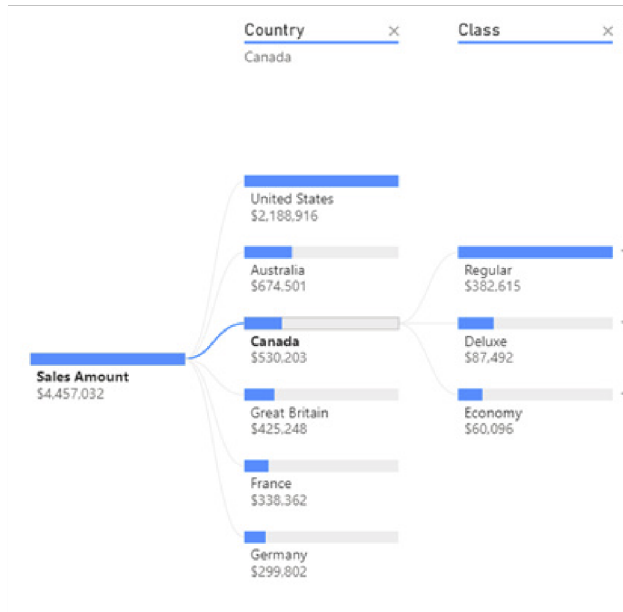 Country ×
Class ×
Canada
United States
$2,188,916
Australia
$674,501
Regular
$382,615
Canada
$530,203
Deluxe
$87,492
Sales Amount
$4,457,032
Great Britain
$425,248
Economy
$60,096
France
$338,362
Germany
$299,802